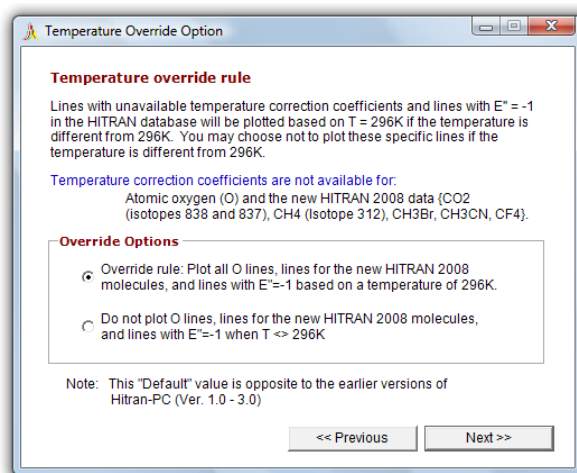 Temperature Override Option
Temperature override rule
Lines with unavailable temperature correction coefficients and lines with E" = -1
in the HITRAN database will be plotted based on T = 296K if the temperature is
different from 296K. You may choose not to plot these specific lines if the
temperature is different from 296K.
Temperature correction coefficients are not available for:
Atomic oxygen (O) and the new HITRAN 2008 data {CO2
(isotopes 838 and 837), CH4 (Isotope 312), CH3Br, CH3CN, CF4}.
Override Options
Override rule: Plot all O lines, lines for the new HITRAN 2008
molecules, and lines with E"=-1 based on a temperature of 296K.
Do not plot O lines, lines for the new HITRAN 2008 molecules,
and lines with E"=-1 when T <> 296K
Note: This "Default" value is opposite to the earlier versions of
Hitran-PC (Ver. 1.0 - 3.0)
<< Previous
Next >>